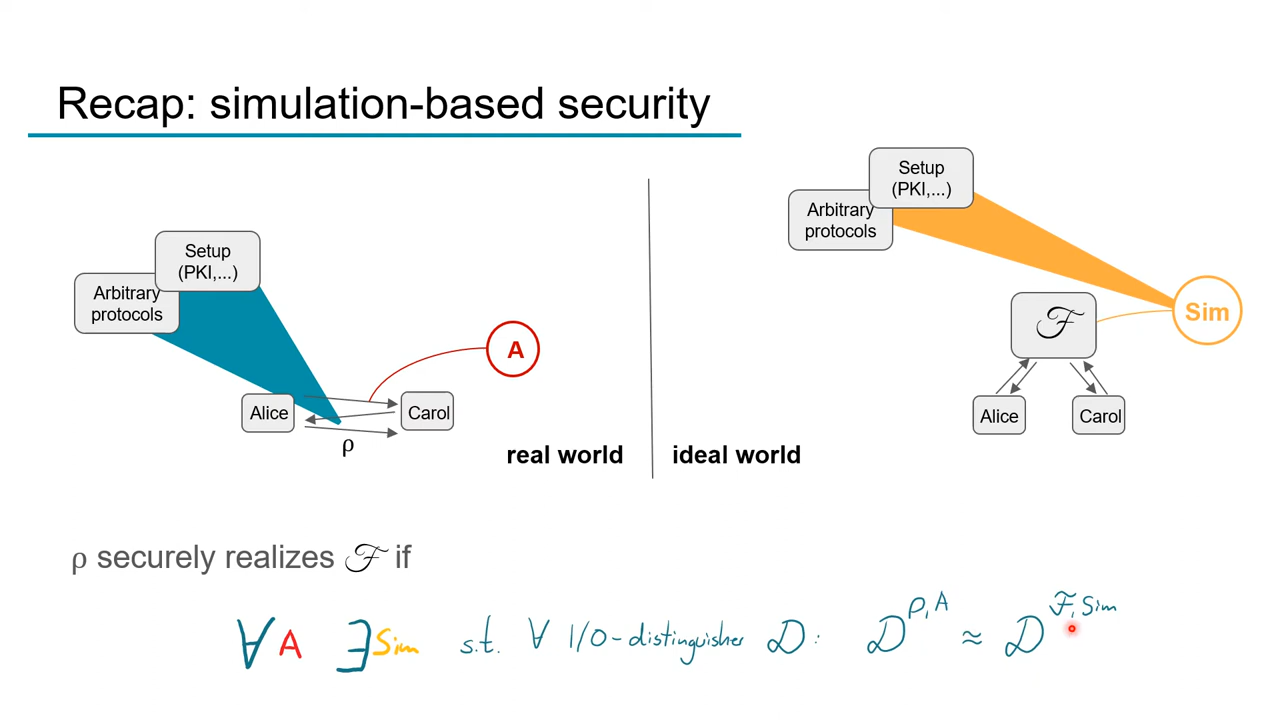 Recap: simulation-based security
Setup
(PKI,...)
Arbitrary
protocols
A
Alice
Carol
ρ
real world
Setup
(PKI,...)
Arbitrary
protocols
Sim
ℱ
Alice
Carol
ideal world
ρ securely realizes ℱ if
∀ A ∃ Sim s.t. ∀ I/O-distinguisher 𝒟: 𝒟^{ρ,A} ≈ 𝒟^{ℱ,Sim}